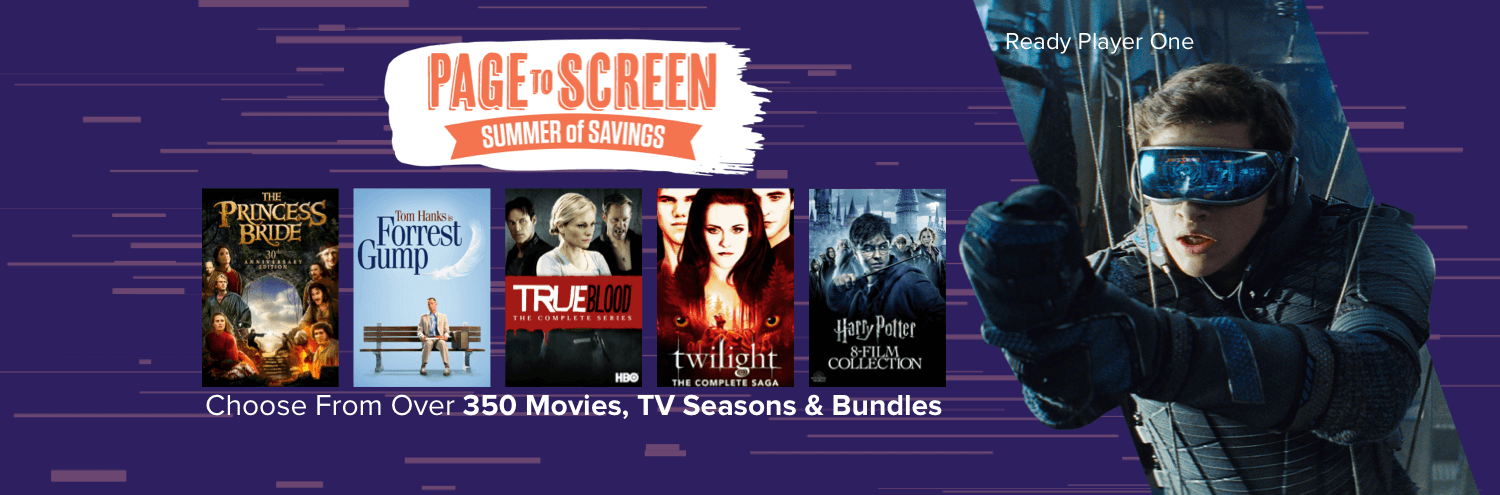 PAGE TO SCREEN
SUMMER of SAVINGS
Ready Player One
THE
PRINCESS
BRIDE
30th
ANNIVERSARY
EDITION
Tom Hanks is
Forrest
Gump
TRUEBLOOD
THE COMPLETE SERIES
HBO
twilight
THE COMPLETE SAGA
Harry Potter
8-FILM
COLLECTION
Choose From Over 350 Movies, TV Seasons & Bundles